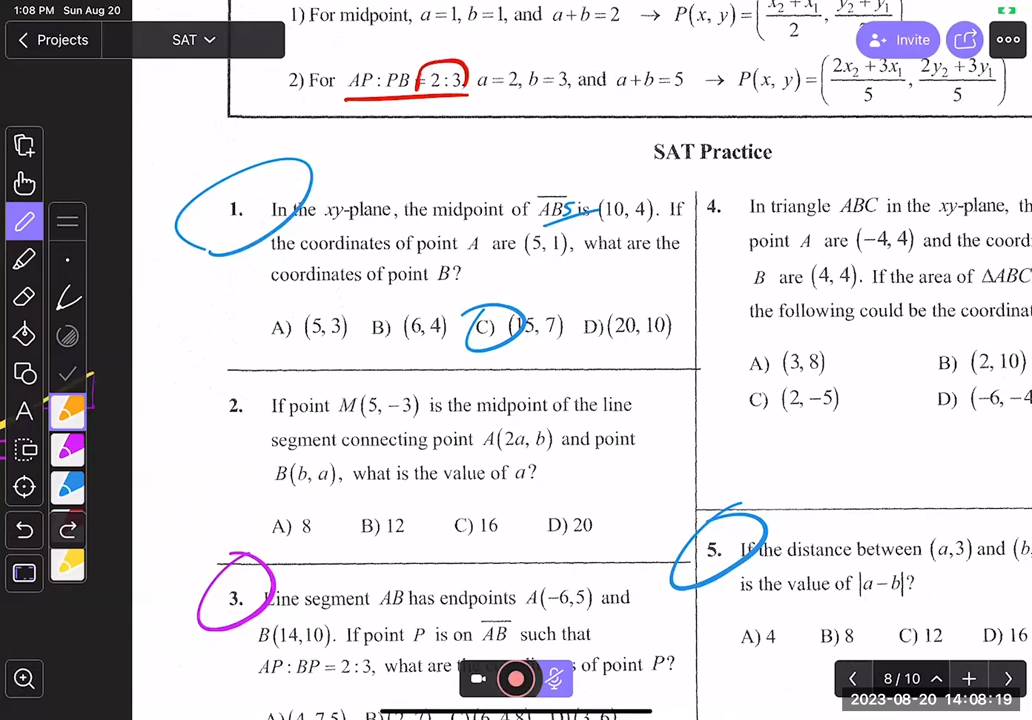 1:08 PM Sun Aug 20
Projects
SAT
Invite
1) For midpoint, a=1, b=1, and a+b=2 → P(x, y)=(x₂+x₁/2, y₂+y₁/2)
2) For AP:PB=2:3, a=2, b=3, and a+b=5 → P(x, y)=(2x₂+3x₁/5, 2y₂+3y₁/5)
SAT Practice
1. In the xy-plane, the midpoint of AB is (10, 4). If
the coordinates of point A are (5, 1), what are the
coordinates of point B?
A) (5, 3) B) (6, 4) C) (15, 7) D) (20, 10)
2. If point M(5, -3) is the midpoint of the line
segment connecting point A(2a, b) and point
B(b, a), what is the value of a?
A) 8 B) 12 C) 16 D) 20
3. Line segment AB has endpoints A(-6,5) and
B(14,10). If point P is on AB such that
AP:BP=2:3, what are of point P?
4. In triangle ABC in the xy-plane,
point A are (-4, 4) and the
B are (4, 4). If the area of ΔABC
the following could be the
A) (3, 8) B) (2, 10)
C) (2, -5) D) (-6,
5. If the distance between (a,3) and
is the value of |a-b|?
A) 4 B) 8 C) 12 D) 16
8 / 10
2023-08-20 14:08:19